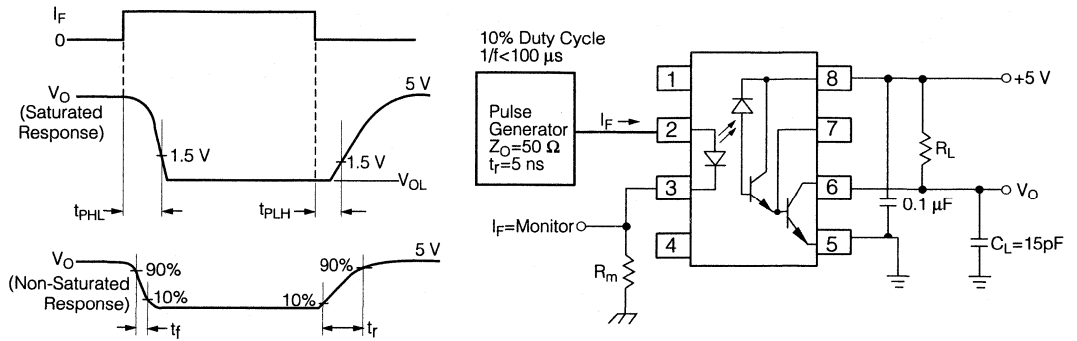 I_F
0
V_O
(Saturated
Response)
5 V
1.5 V
1.5 V
V_OL
t_PHL
t_PLH
V_O
(Non-Saturated
Response)
90%
10%
90%
10%
5 V
t_f
t_r
10% Duty Cycle
1/f<100 µs
Pulse
Generator
Z_O=50 Ω
t_r=5 ns
I_F
1
2
3
4
8
7
6
5
I_F=Monitor
R_m
+5 V
R_L
V_O
0.1 µF
C_L=15pF